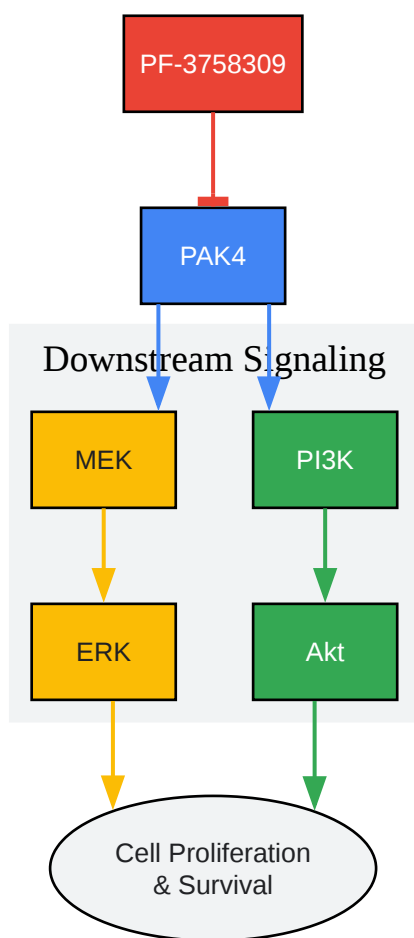 PF-3758309
PAK4
Downstream Signaling
MEK
PI3K
ERK
Akt
Cell Proliferation
& Survival